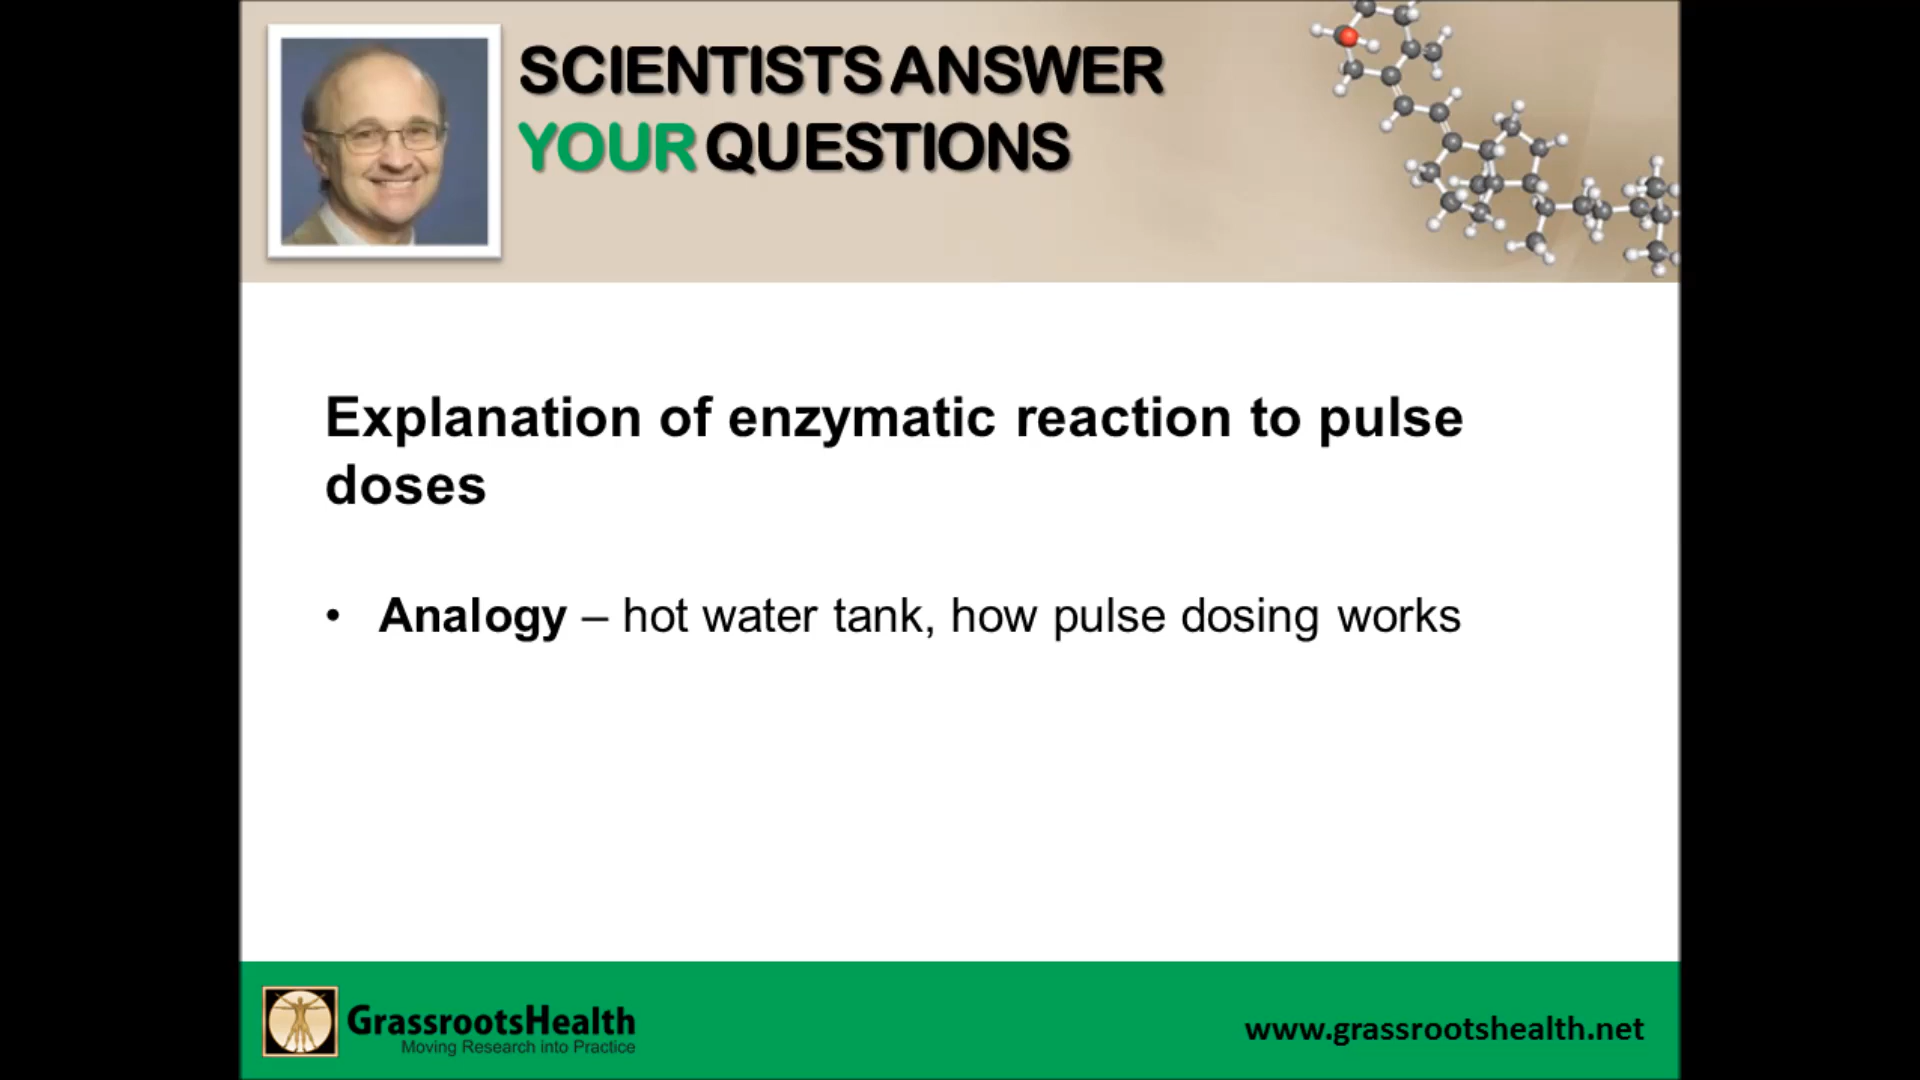 SCIENTISTS ANSWER
YOUR QUESTIONS
Explanation of enzymatic reaction to pulse
doses
• Analogy – hot water tank, how pulse dosing works
GrassrootsHealth
Moving Research into Practice
www.grassrootshealth.net